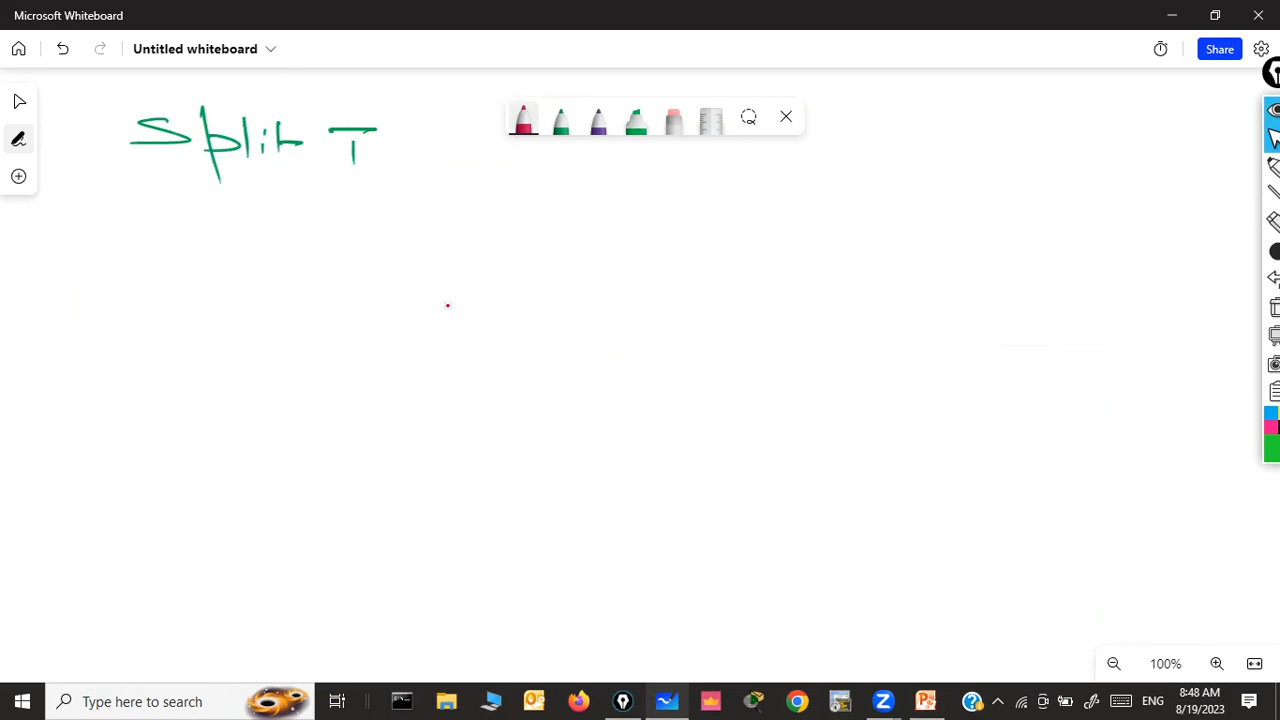 Microsoft Whiteboard
Untitled whiteboard
Share
Split T
100%
Type here to search
ENG
8:48 AM
8/19/2023